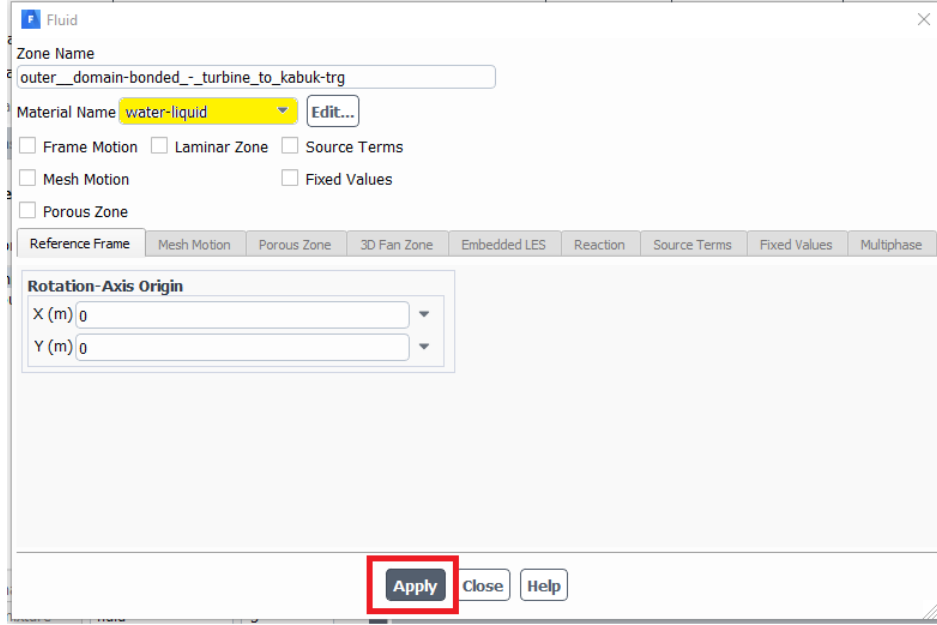 Fluid
Zone Name
outer__domain-bonded_-_turbine_to_kabuk-trg
Material Name water-liquid Edit...
Frame Motion Laminar Zone Source Terms
Mesh Motion Fixed Values
Porous Zone
Reference Frame Mesh Motion Porous Zone 3D Fan Zone Embedded LES Reaction Source Terms Fixed Values Multiphase
Rotation-Axis Origin
X (m) 0
Y (m) 0
Apply Close Help